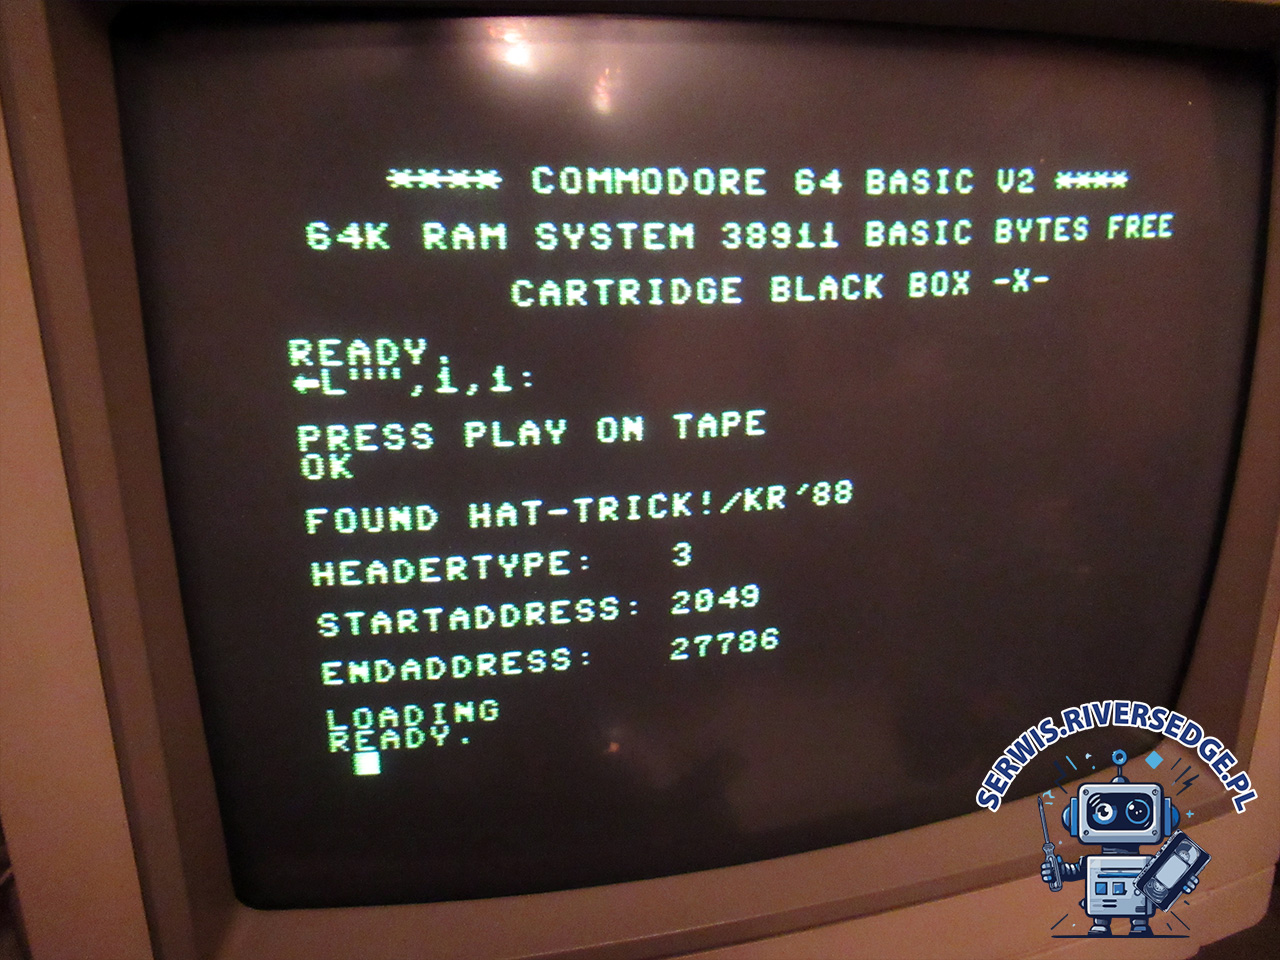 **** COMMODORE 64 BASIC V2 ****
64K RAM SYSTEM 38911 BASIC BYTES FREE
CARTRIDGE BLACK BOX -X-
READY.
←L"""",1,1:
PRESS PLAY ON TAPE
OK
FOUND HAT-TRICK!/KR'88
HEADERTYPE: 3
STARTADDRESS: 2049
ENDADDRESS: 27786
LOADING
READY.
SERWIS.RIVERSEDGE.PL